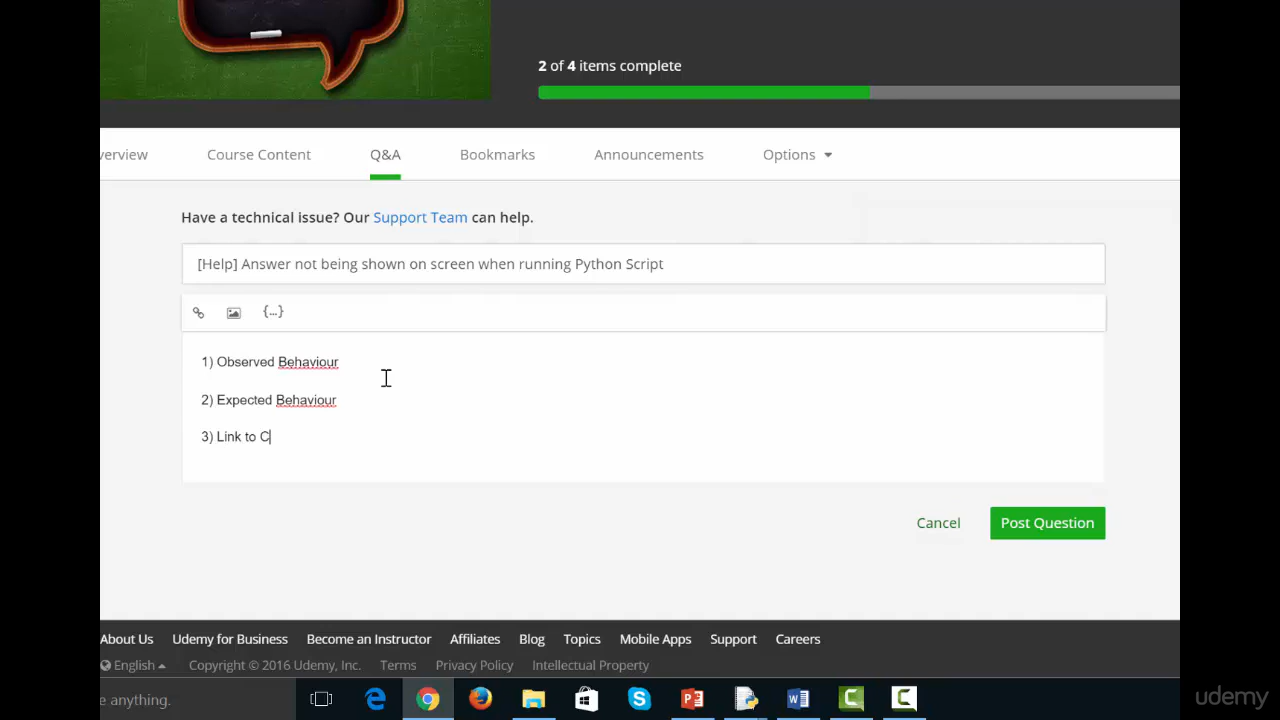 2 of 4 items complete
verview Course Content Q&A Bookmarks Announcements Options
Have a technical issue? Our Support Team can help.
[Help] Answer not being shown on screen when running Python Script
{...}
1) Observed Behaviour
2) Expected Behaviour
3) Link to C
Cancel Post Question
About Us Udemy for Business Become an Instructor Affiliates Blog Topics Mobile Apps Support Careers
English Copyright © 2016 Udemy, Inc. Terms Privacy Policy Intellectual Property
e anything.
udemy